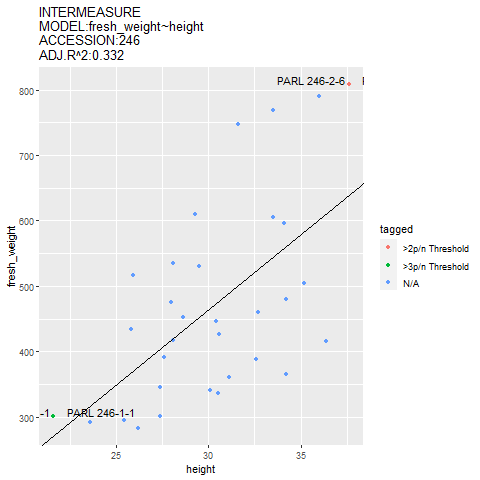 INTERMEASURE
MODEL:fresh_weight~height
ACCESSION:246
ADJ.R^2:0.332
PARL 246-2-6
800
700
tagged
600
>2p/n Threshold
>3p/n Threshold
fresh_weight
N/A
500
400
-1 PARL 246-1-1
300
25 30 35
height